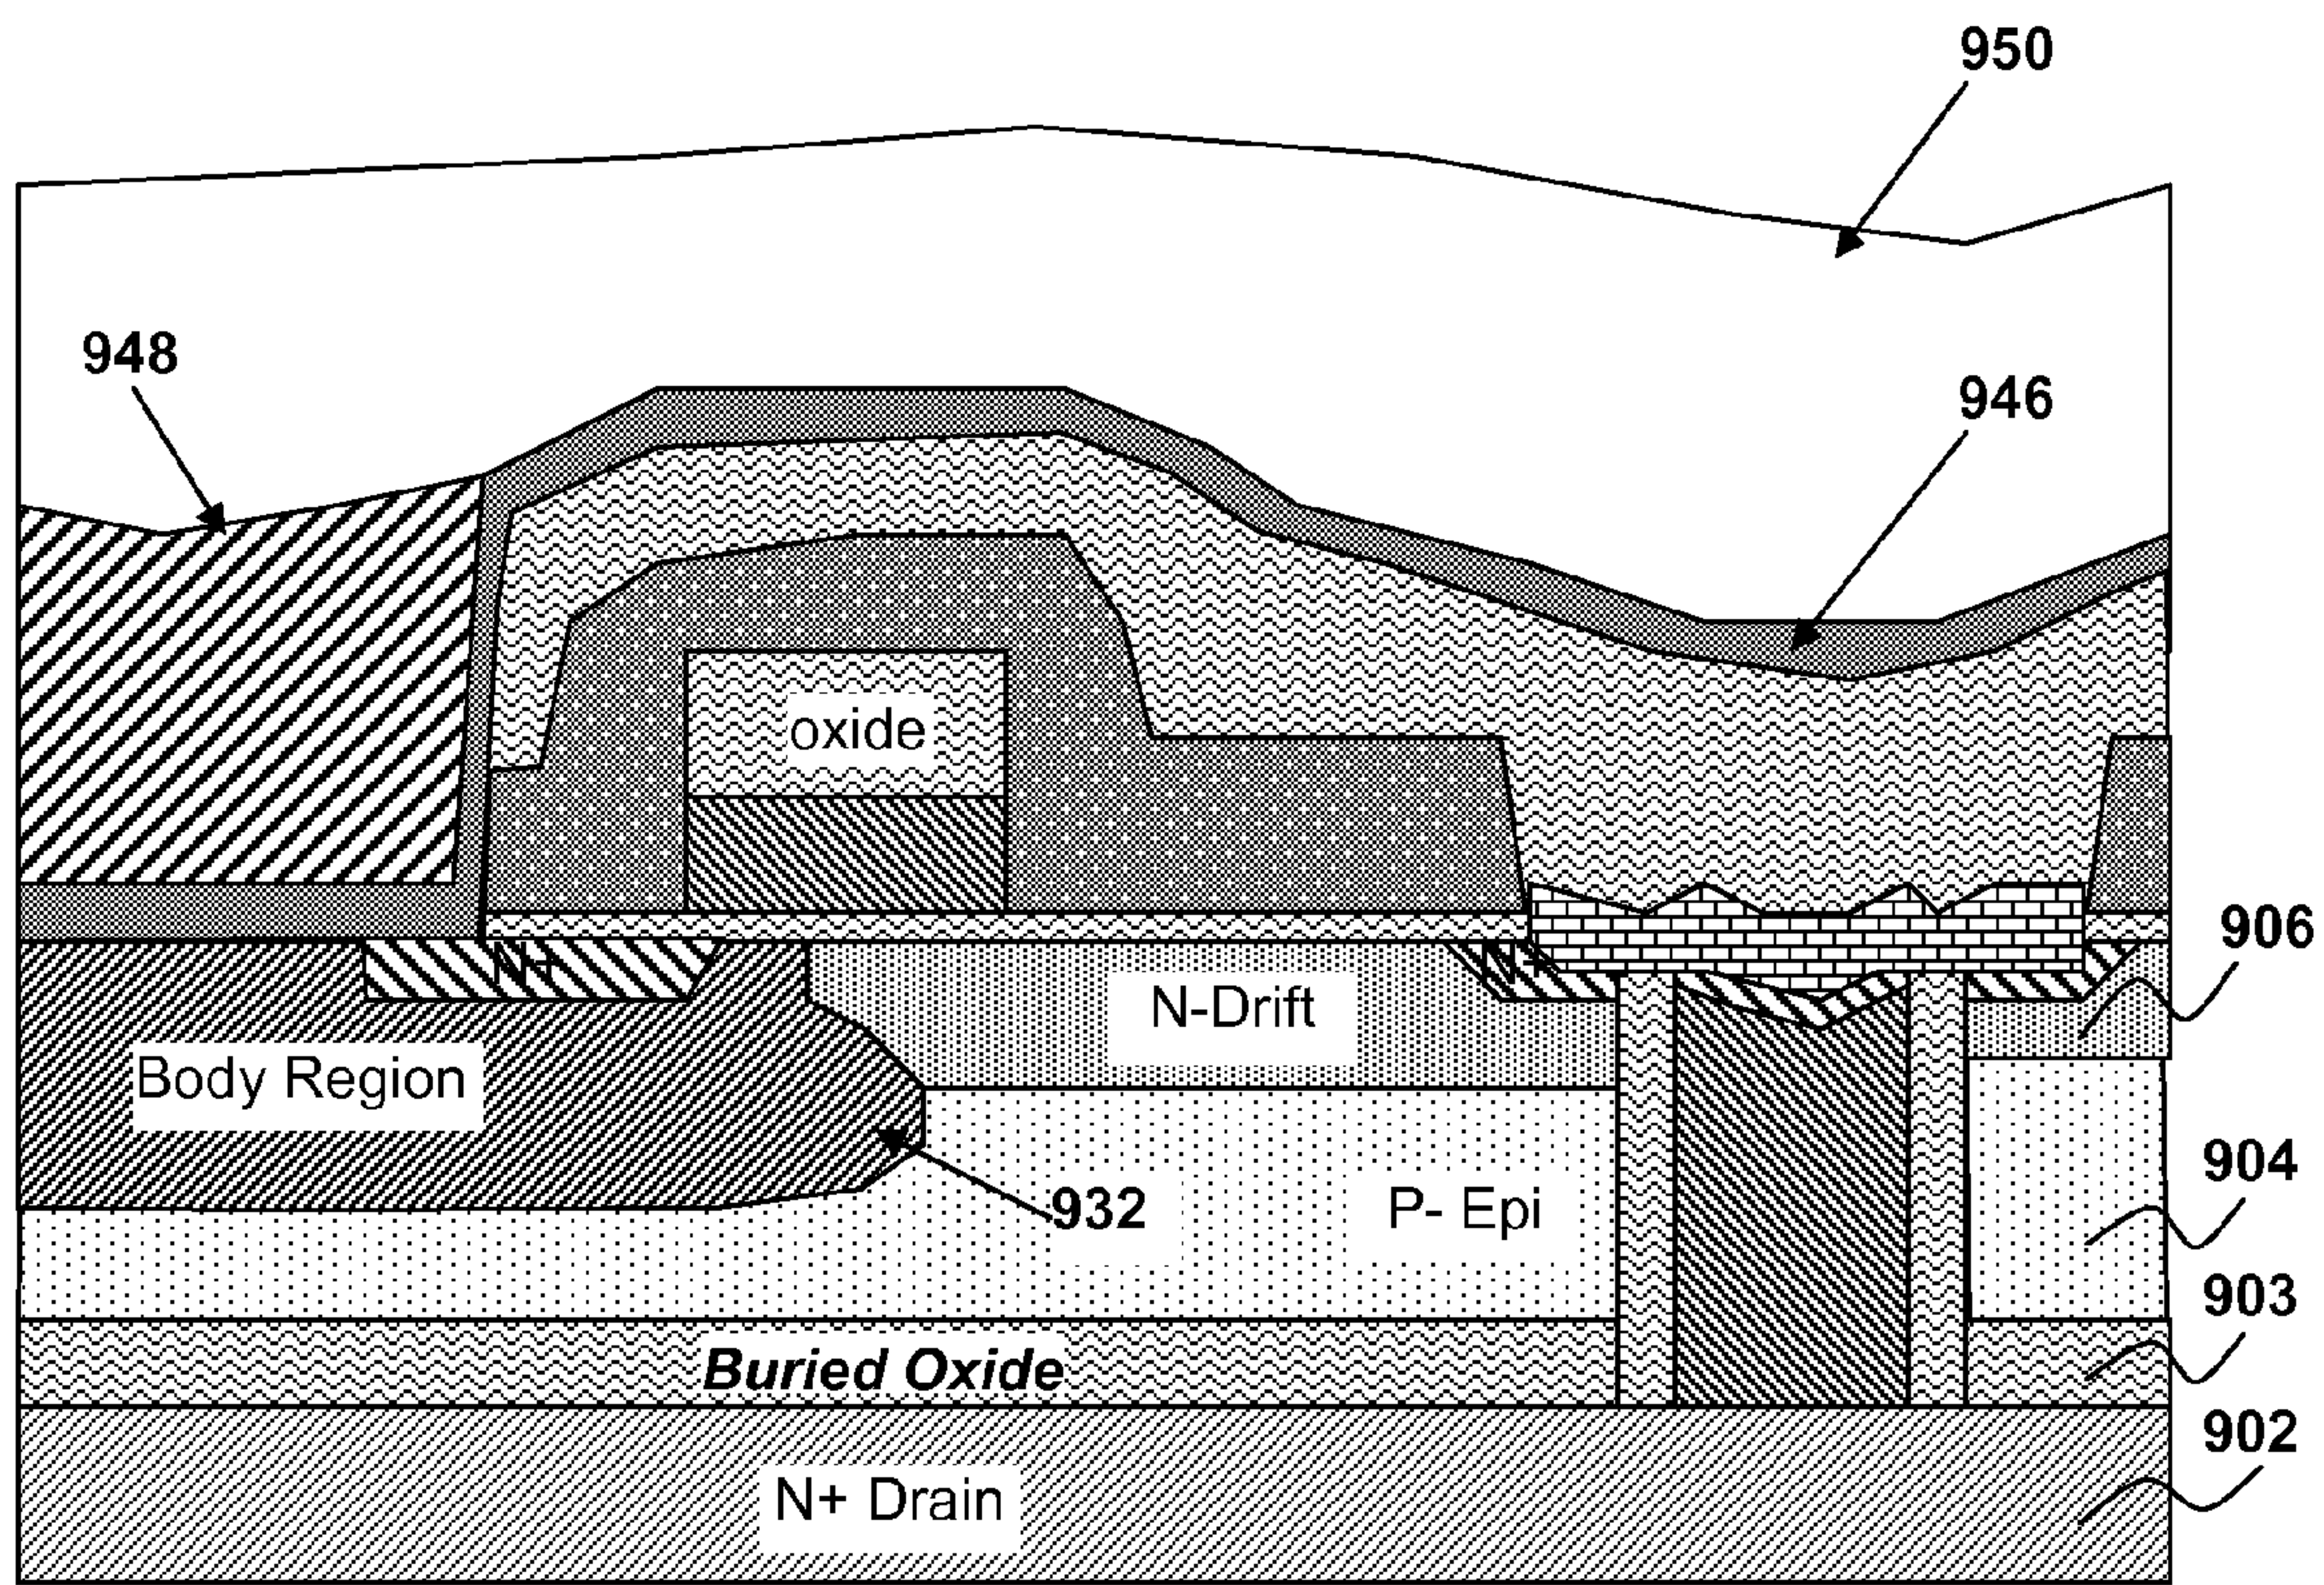 950
948
946
oxide
906
N+
N
N-Drift
Body Region
904
932
P- Epi
903
Buried Oxide
902
N+ Drain